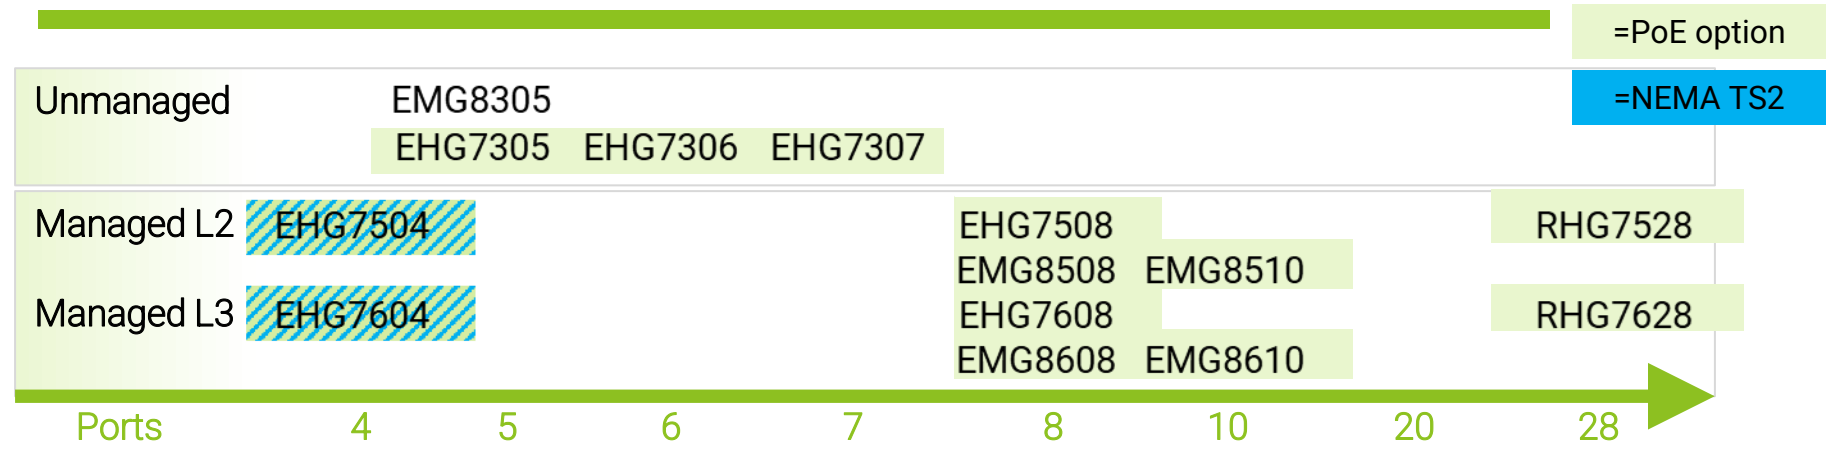 =PoE option
=NEMA TS2
Unmanaged EMG8305
EHG7305 EHG7306 EHG7307
Managed L2 EHG7504 EHG7508 RHG7528
EMG8508 EMG8510
Managed L3 EHG7604 EHG7608 RHG7628
EMG8608 EMG8610
Ports 4 5 6 7 8 10 20 28